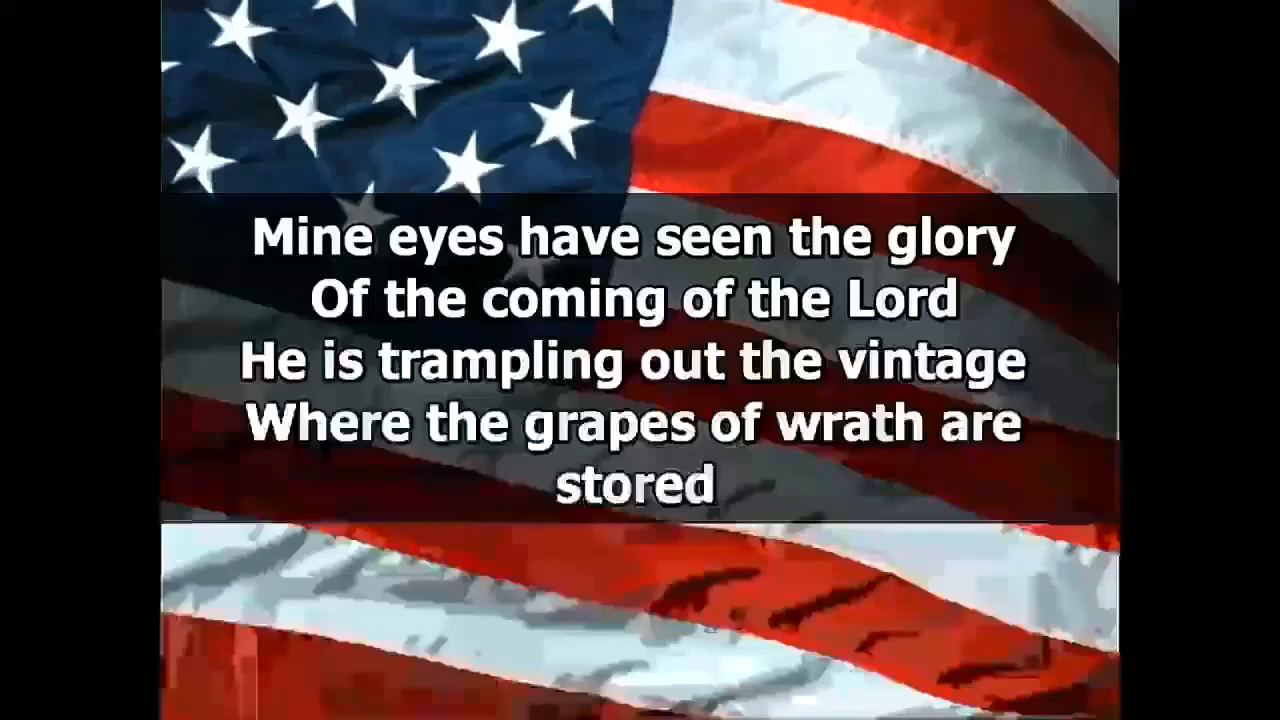 Mine eyes have seen the glory
Of the coming of the Lord
He is trampling out the vintage
Where the grapes of wrath are
stored